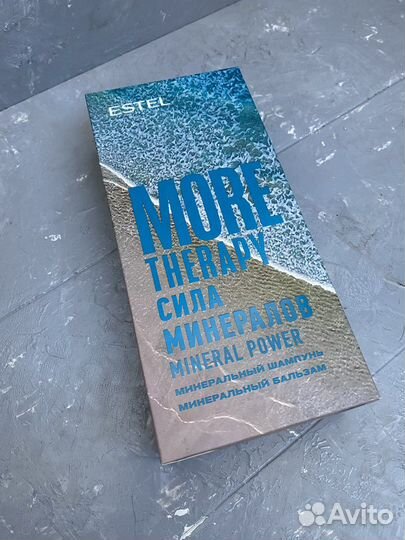 ESTEL
MORE
THERAPY
СИЛА
МИНЕРАЛОВ
MINERAL POWER
МИНЕРАЛЬНЫЙ ШАМПУНЬ
МИНЕРАЛЬНЫЙ БАЛЬЗАМ
Avito